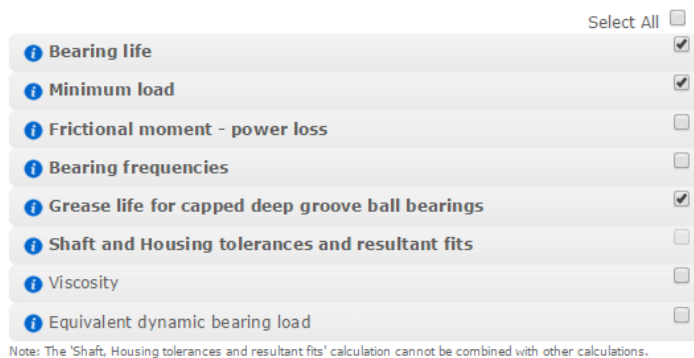 Select All
Bearing life
Minimum load
Frictional moment - power loss
Bearing frequencies
Grease life for capped deep groove ball bearings
Shaft and Housing tolerances and resultant fits
Viscosity
Equivalent dynamic bearing load
Note: The 'Shaft, Housing tolerances and resultant fits' calculation cannot be combined with other calculations.